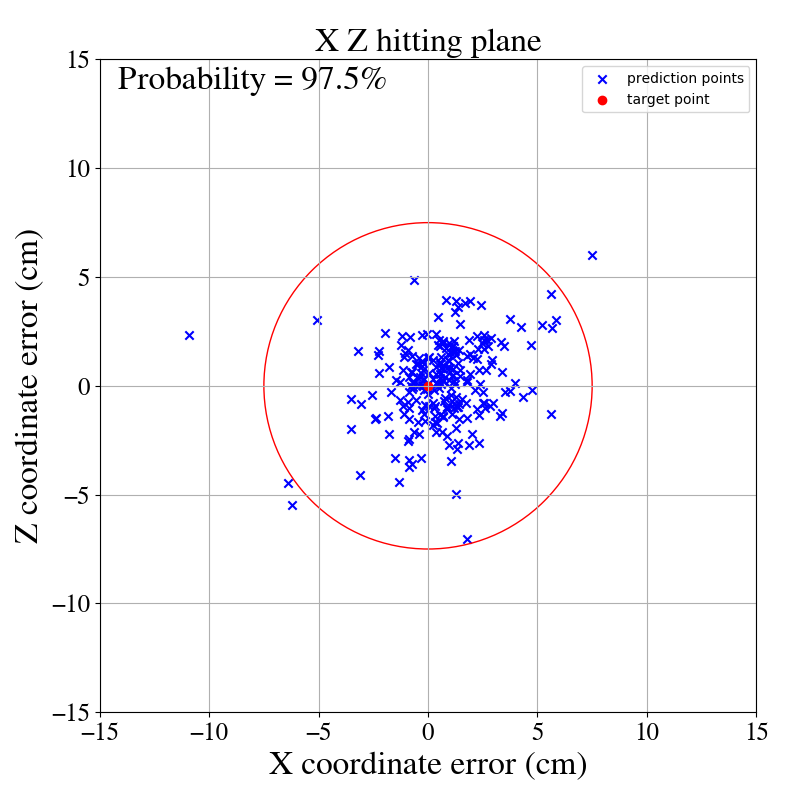 X Z hitting plane
Probability = 97.5%
prediction points
target point
Z coordinate error (cm)
15
10
5
0
−5
−10
−15
−15 −10 −5 0 5 10 15
X coordinate error (cm)